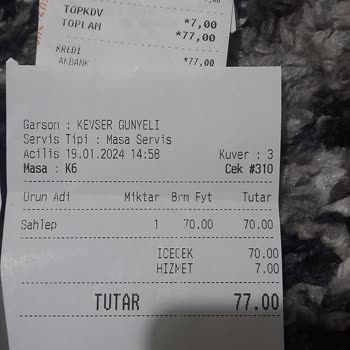 TOPKDV *7,00
TOPLAM *77,00
KREDİ
AKBANK *77,00
Garson : KEVSER GUNYELI
Servis Tipi : Masa Servis
Acilis 19.01.2024 14:58 Kuver : 3
Masa : K6 Cek #310
Urun Adi Miktar Brm Fyt Tutar
Sahlep 1 70.00 70.00
ICECEK 70.00
HIZMET 7.00
TUTAR 77.00